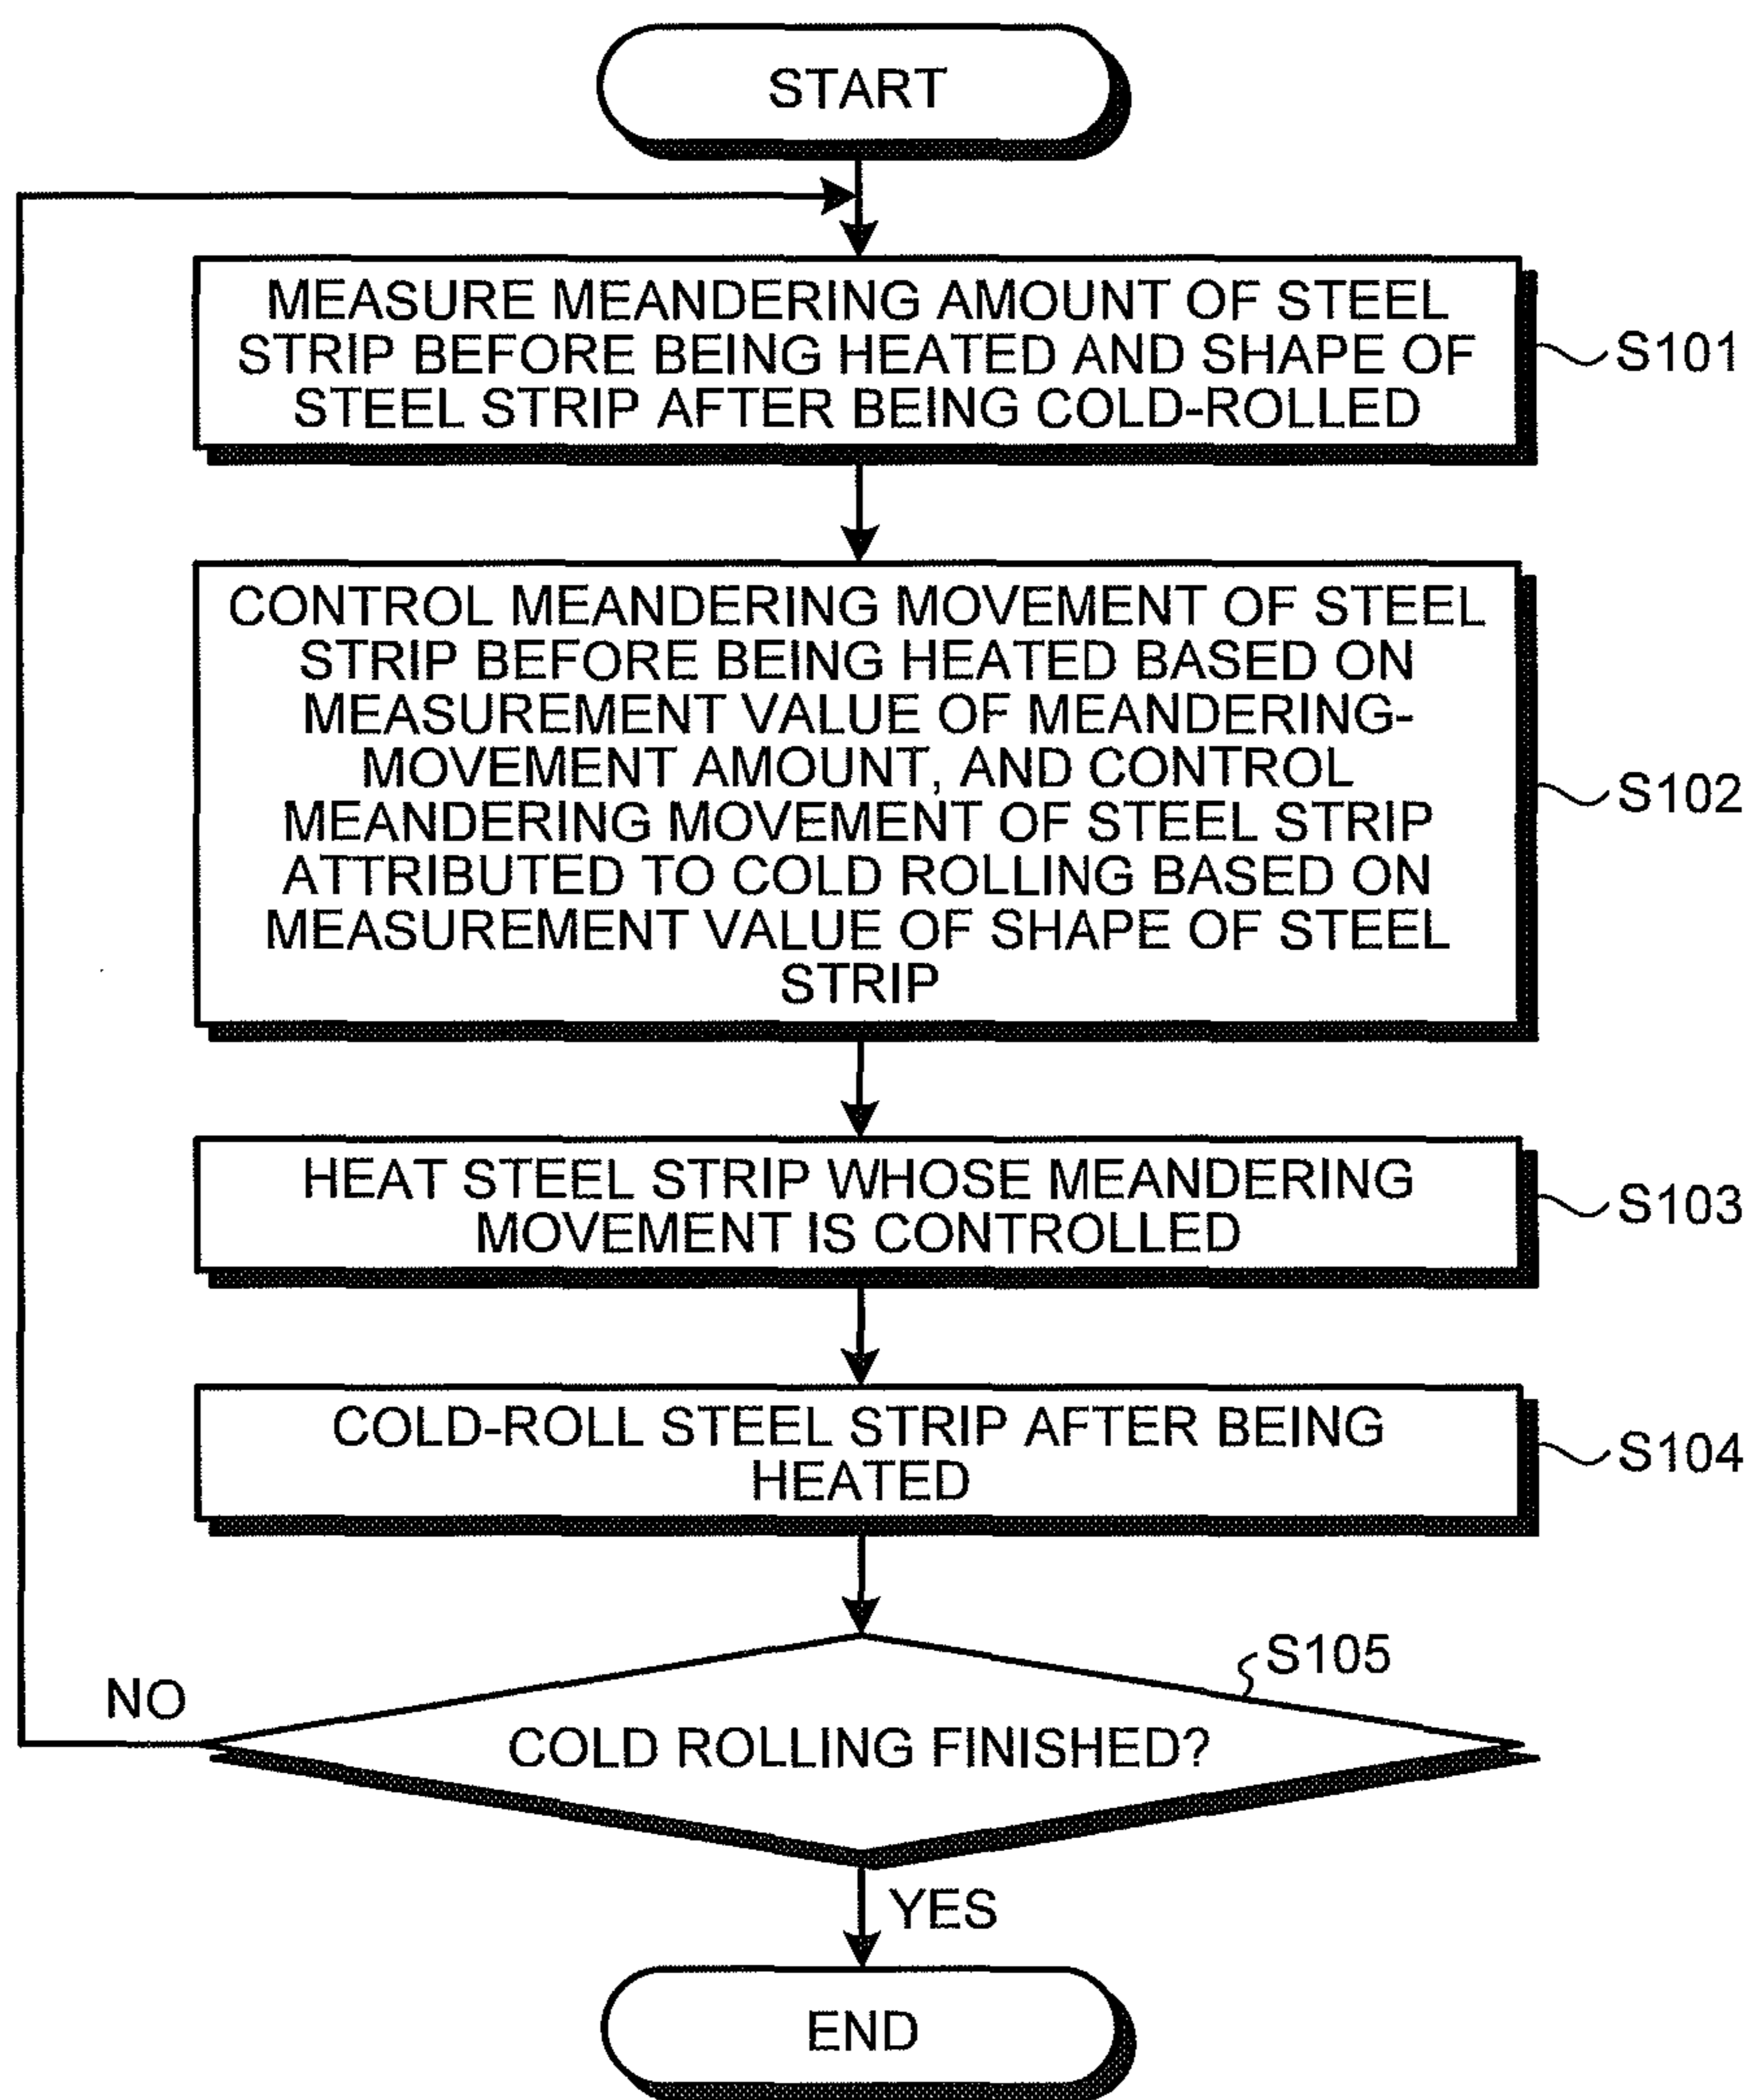 START
MEASURE MEANDERING AMOUNT OF STEEL
STRIP BEFORE BEING HEATED AND SHAPE OF
STEEL STRIP AFTER BEING COLD-ROLLED
S101
CONTROL MEANDERING MOVEMENT OF STEEL
STRIP BEFORE BEING HEATED BASED ON
MEASUREMENT VALUE OF MEANDERING-
MOVEMENT AMOUNT, AND CONTROL
MEANDERING MOVEMENT OF STEEL STRIP
ATTRIBUTED TO COLD ROLLING BASED ON
MEASUREMENT VALUE OF SHAPE OF STEEL
STRIP
S102
HEAT STEEL STRIP WHOSE MEANDERING
MOVEMENT IS CONTROLLED
S103
COLD-ROLL STEEL STRIP AFTER BEING
HEATED
S104
S105
NO
COLD ROLLING FINISHED?
YES
END